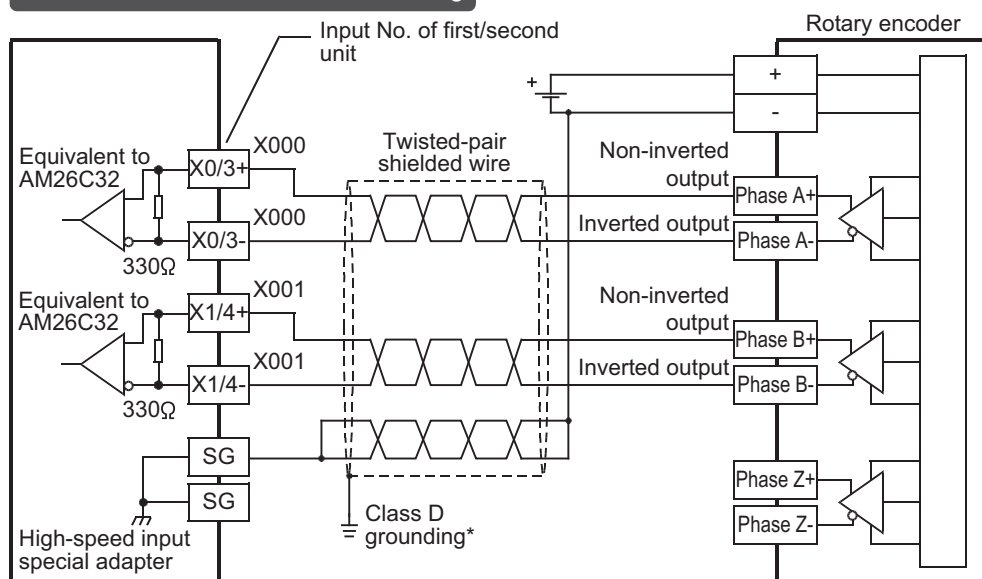 Input No. of first/second
unit
Rotary encoder
+
+
-
Equivalent to
AM26C32
X0/3+
X000
Twisted-pair
shielded wire
Non-inverted
output
Phase A+
X0/3-
X000
Inverted output
Phase A-
330Ω
Equivalent to
AM26C32
X1/4+
X001
Non-inverted
output
Phase B+
X1/4-
X001
Inverted output
Phase B-
330Ω
SG
SG
Phase Z+
Phase Z-
High-speed input
special adapter
Class D
grounding*